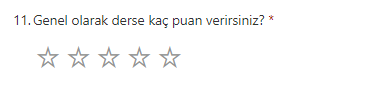 11. Genel olarak derse kaç puan verirsiniz? *